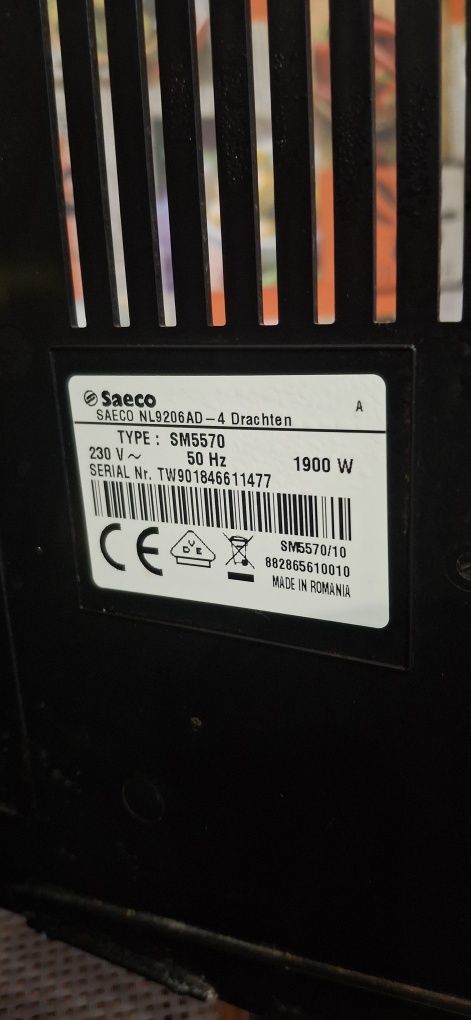 Saeco
A
SAECO NL9206AD-4 Drachten
TYPE : SM5570
230 V~ 50 Hz 1900 W
SERIAL Nr. TW901846611477
CE
VDE
SM5570/10
882865610010
MADE IN ROMANIA